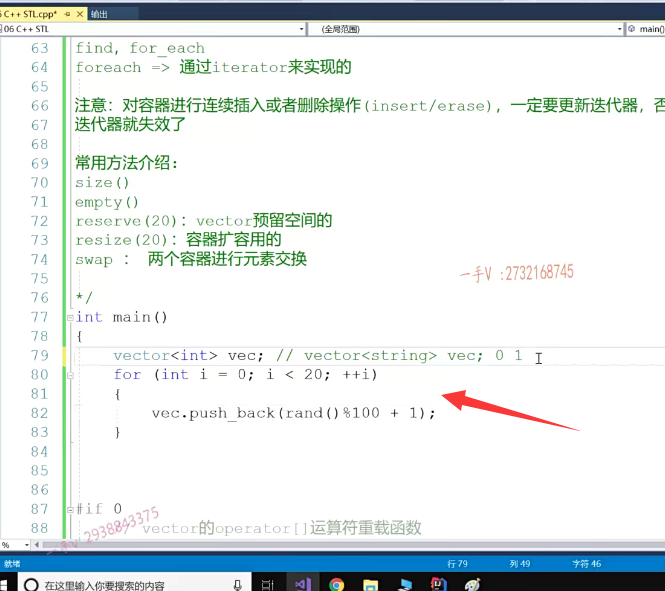 06 C++ STL.cpp* 输出
06 C++ STL (全局范围) main()
63 find, for_each
64 foreach => 通过iterator来实现的
65
66 注意：对容器进行连续插入或者删除操作(insert/erase)，一定要更新迭代器，否
67 迭代器就失效了
68
69 常用方法介绍：
70 size()
71 empty()
72 reserve(20)：vector预留空间的
73 resize(20)：容器扩容用的
74 swap ： 两个容器进行元素交换
75
一手V :2732168745
76 */
77 int main()
78 {
79 vector<int> vec; // vector<string> vec; 0 1
80 for (int i = 0; i < 20; ++i)
81 {
82 vec.push_back(rand()%100 + 1);
83 }
84
85
86
87 #if 0
88 // vector的operator[]运算符重载函数
一手V 2938843375
%
就绪 行 79 列 49 字符 46
在这里输入你要搜索的内容